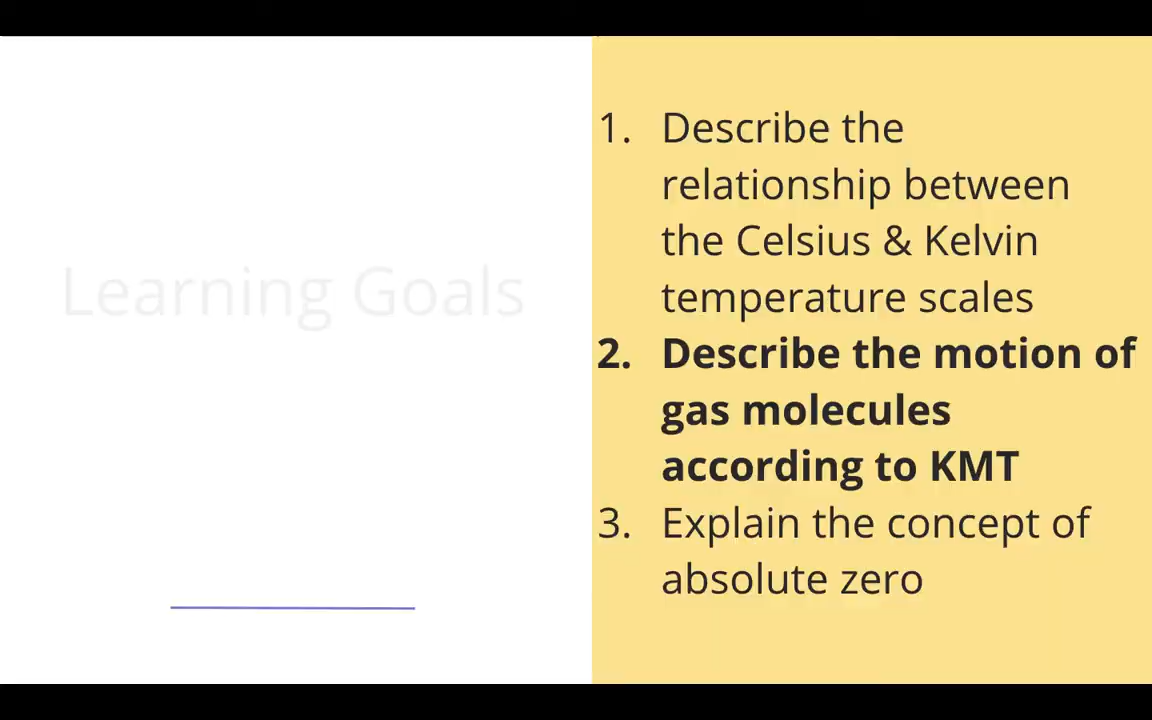 Learning Goals
1. Describe the
relationship between
the Celsius & Kelvin
temperature scales
2. Describe the motion of
gas molecules
according to KMT
3. Explain the concept of
absolute zero